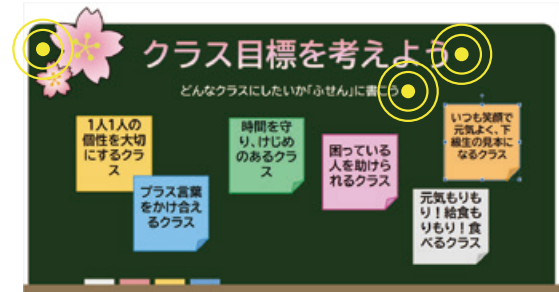 クラス目標を考えよう
どんなクラスにしたいか「ふせん」に書こう
1人1人の
個性を大切
にするクラ
ス
プラス言葉
をかけ合え
るクラス
時間を守
り、けじめ
のあるクラ
ス
困っている
人を助けら
れるクラス
いつも笑顔で
元気よく、下
級生の見本に
なるクラス
元気もりも
り！給食も
りもり！食
べるクラス